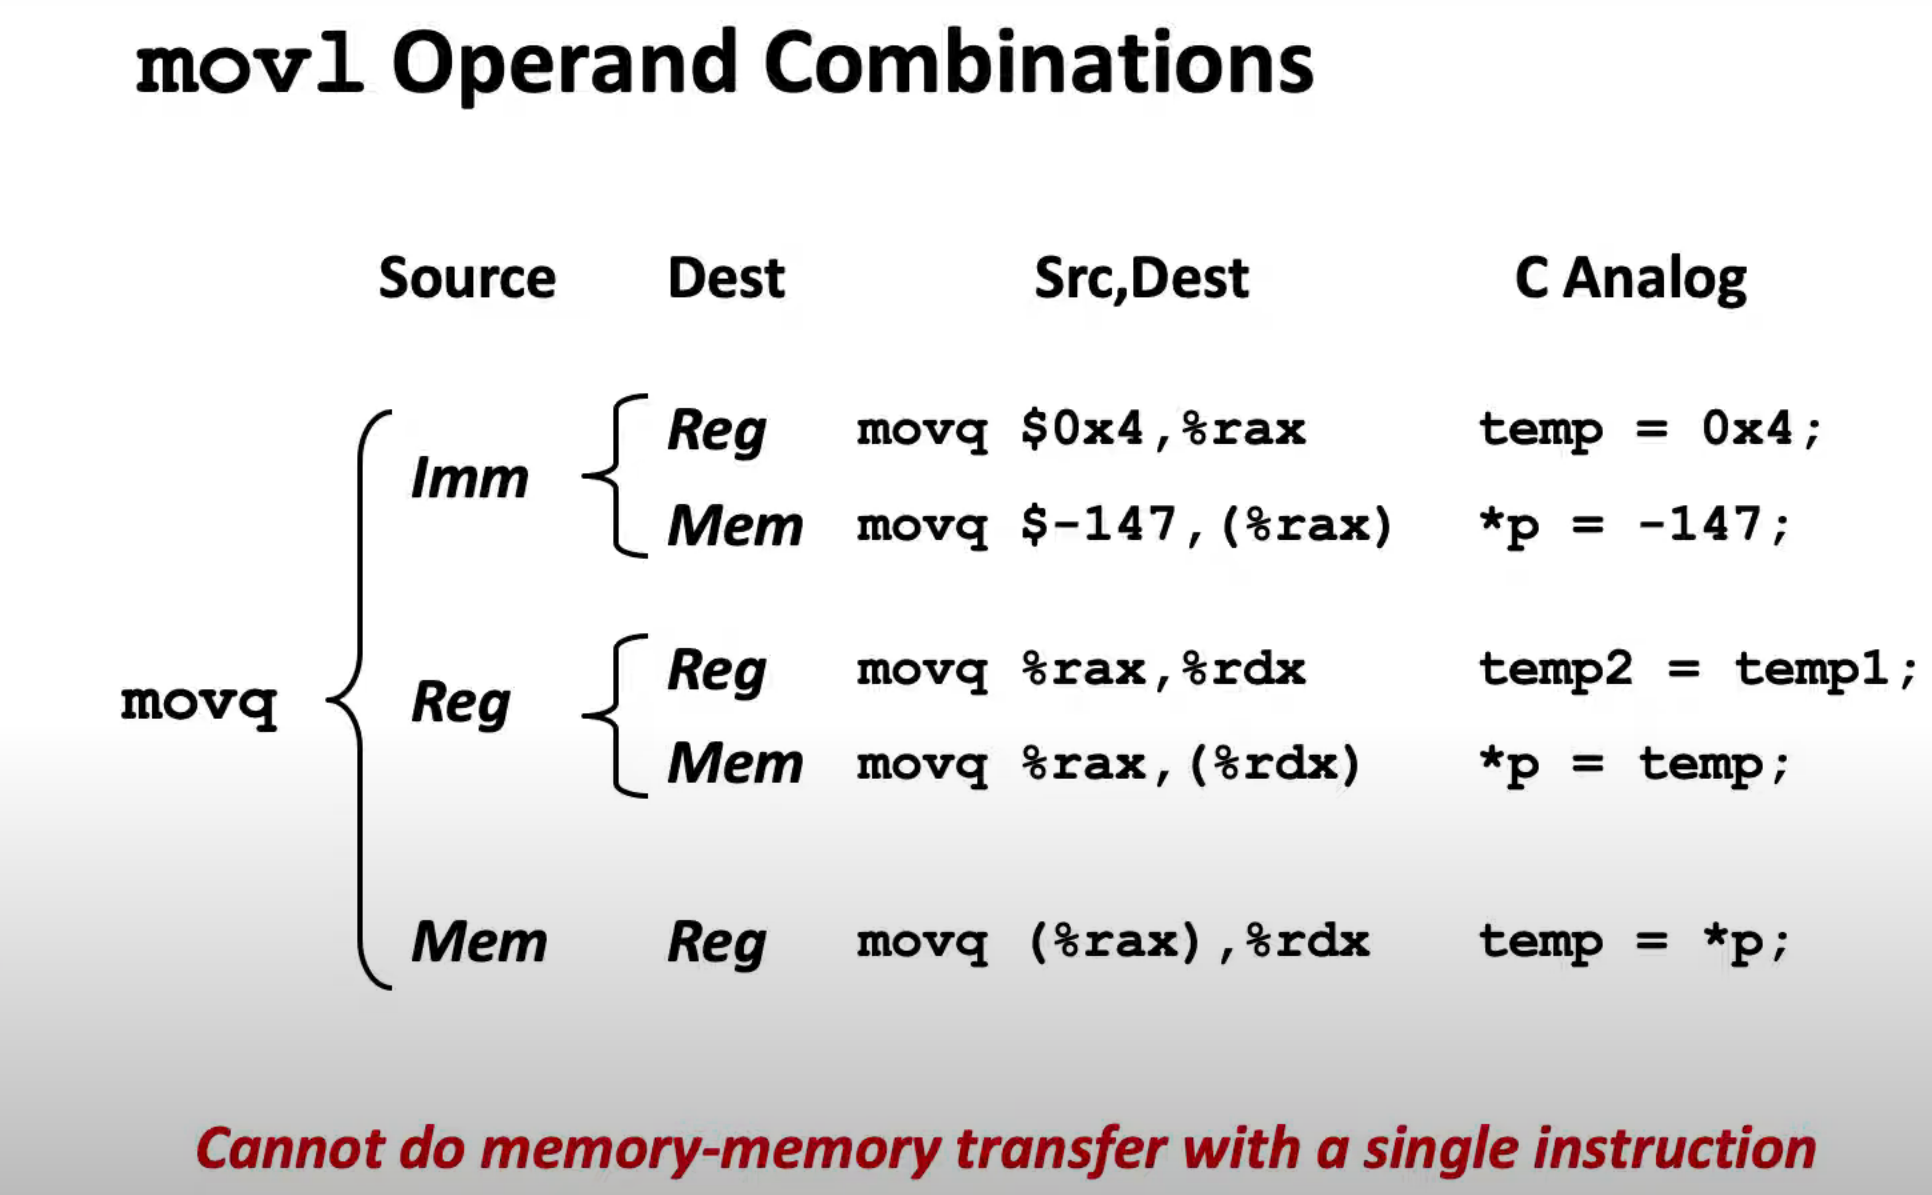 movl Operand Combinations
Source Dest Src,Dest C Analog
Reg movq $0x4,%rax temp = 0x4;
Imm
Mem movq $-147,(%rax) *p = -147;
Reg movq %rax,%rdx temp2 = temp1;
movq Reg
Mem movq %rax,(%rdx) *p = temp;
Mem Reg movq (%rax),%rdx temp = *p;
Cannot do memory-memory transfer with a single instruction